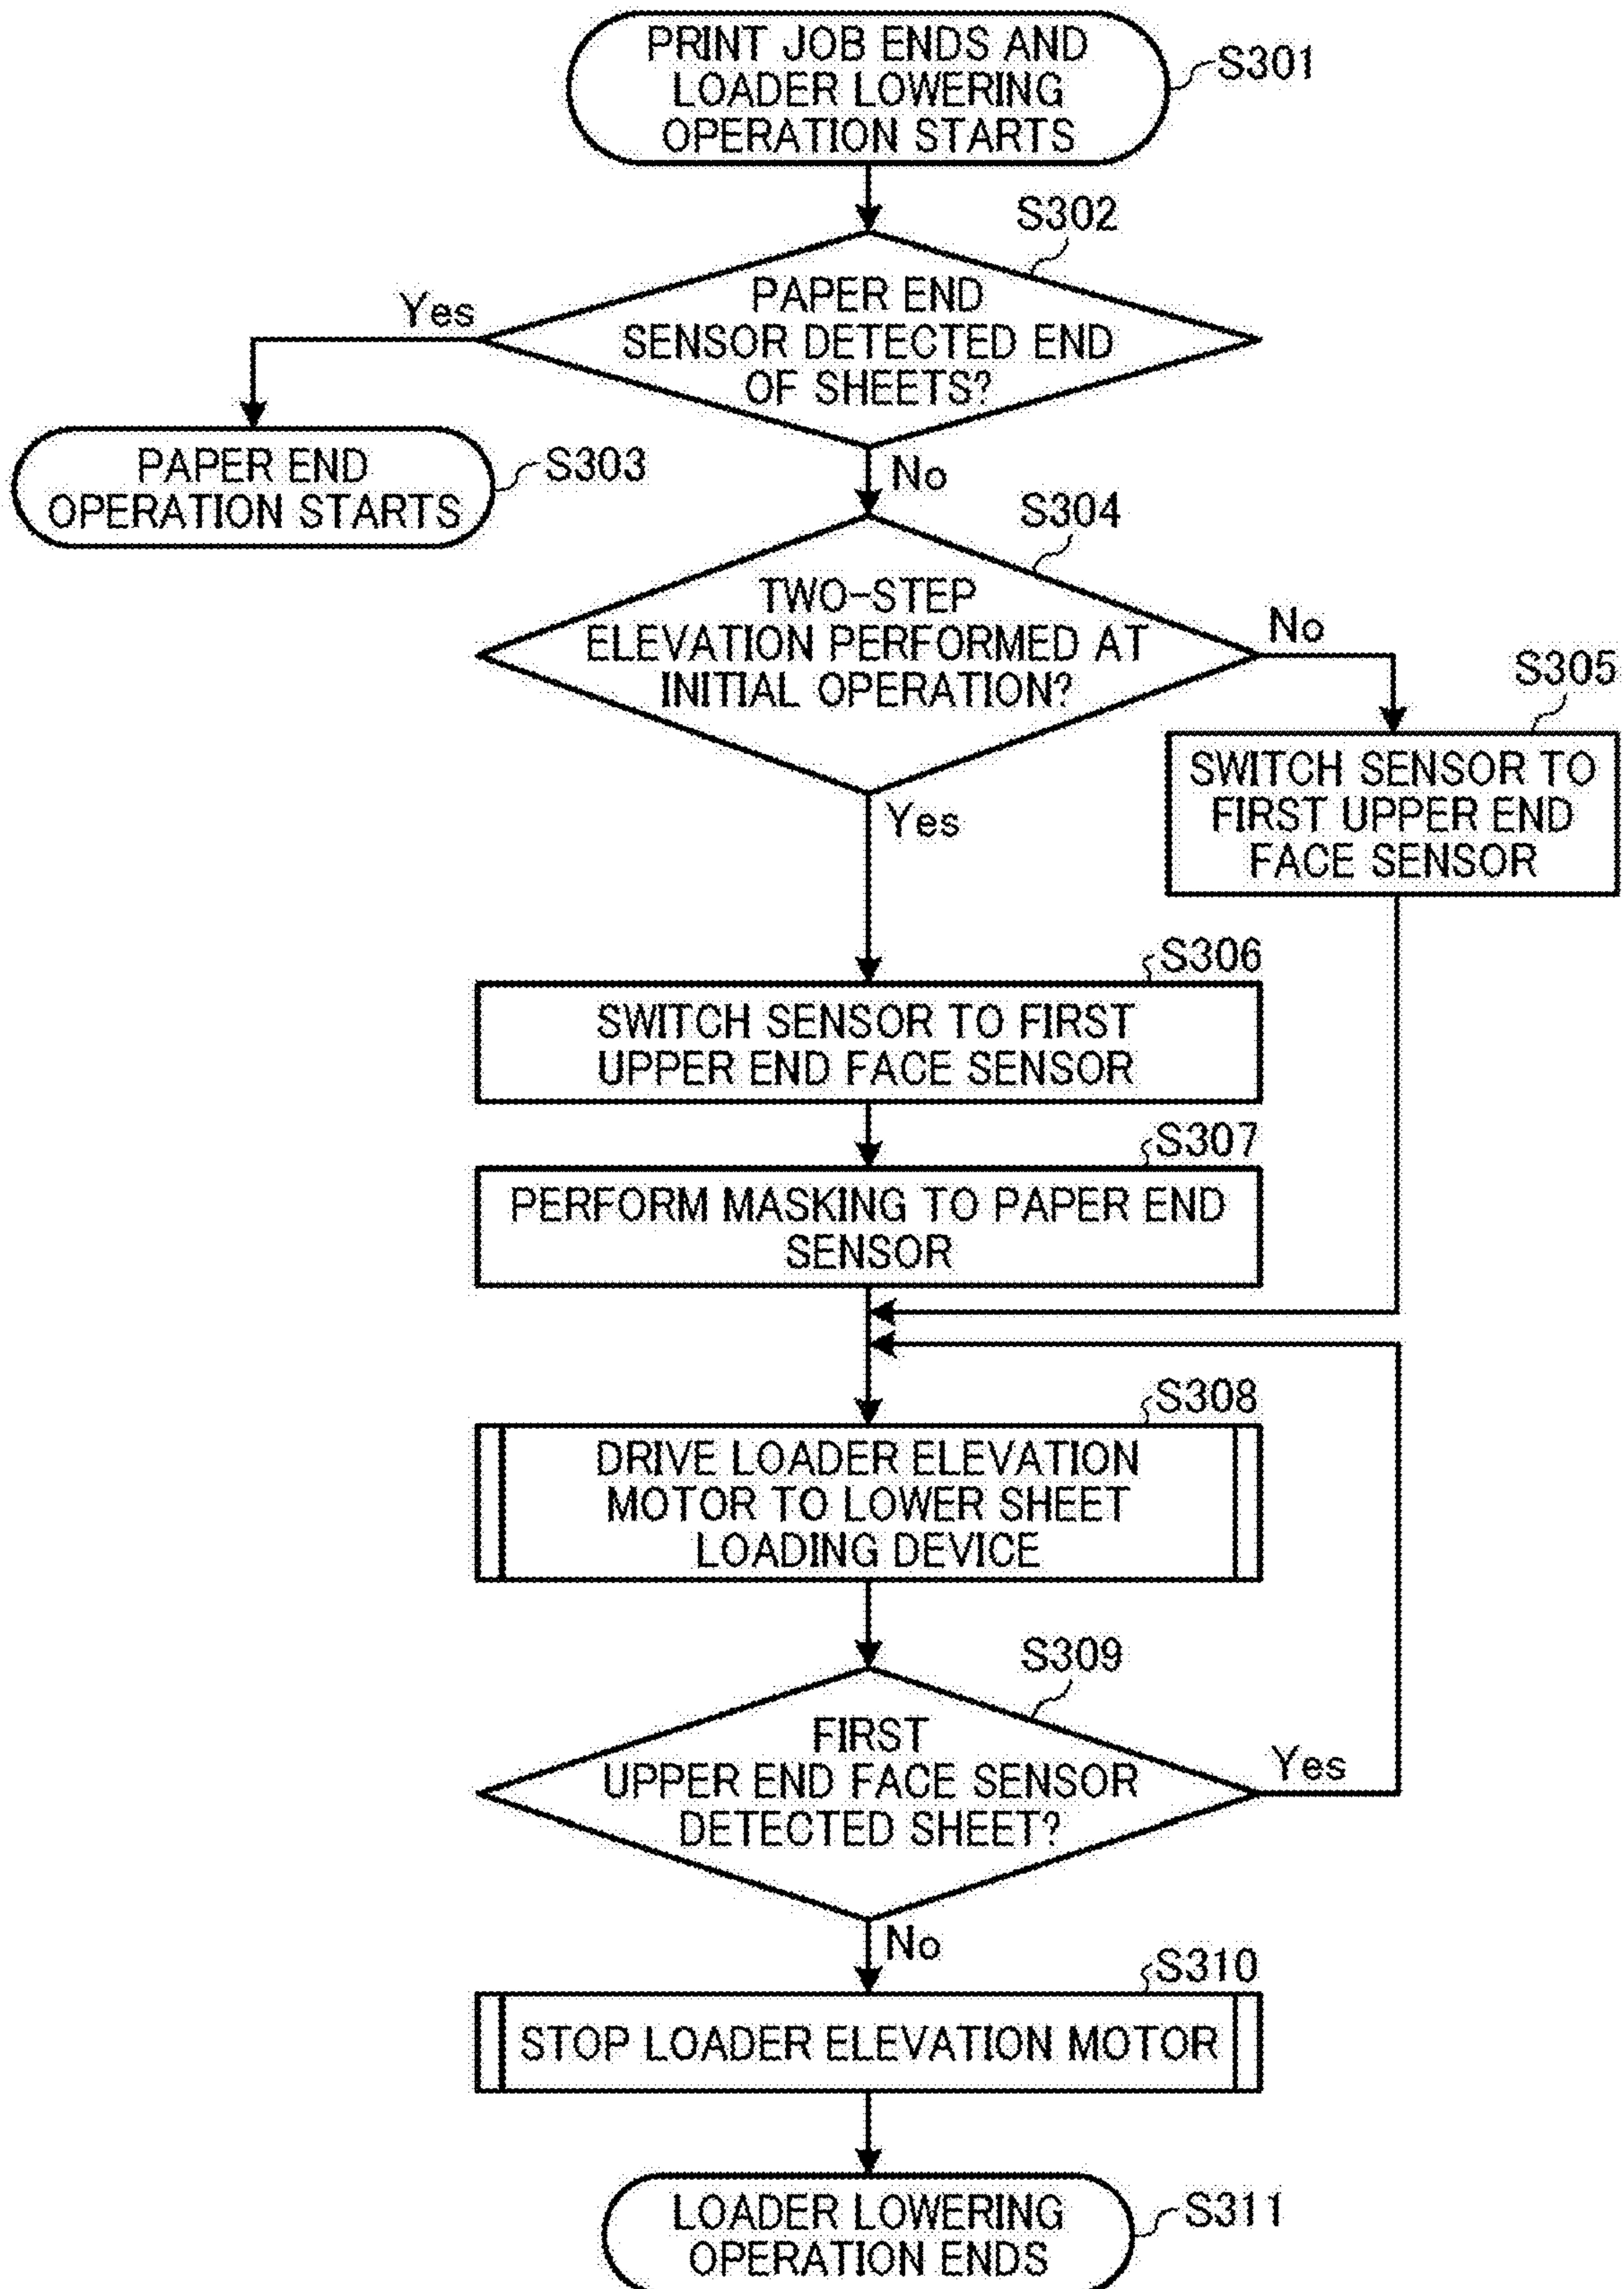 PRINT JOB ENDS AND
LOADER LOWERING
OPERATION STARTS
S301
S302
PAPER END
SENSOR DETECTED END
OF SHEETS?
Yes
No
PAPER END
OPERATION STARTS
S303
S304
TWO-STEP
ELEVATION PERFORMED AT
INITIAL OPERATION?
No
Yes
S305
SWITCH SENSOR TO
FIRST UPPER END
FACE SENSOR
S306
SWITCH SENSOR TO FIRST
UPPER END FACE SENSOR
S307
PERFORM MASKING TO PAPER END
SENSOR
S308
DRIVE LOADER ELEVATION
MOTOR TO LOWER SHEET
LOADING DEVICE
S309
FIRST
UPPER END FACE SENSOR
DETECTED SHEET?
Yes
No
S310
STOP LOADER ELEVATION MOTOR
LOADER LOWERING
OPERATION ENDS
S311